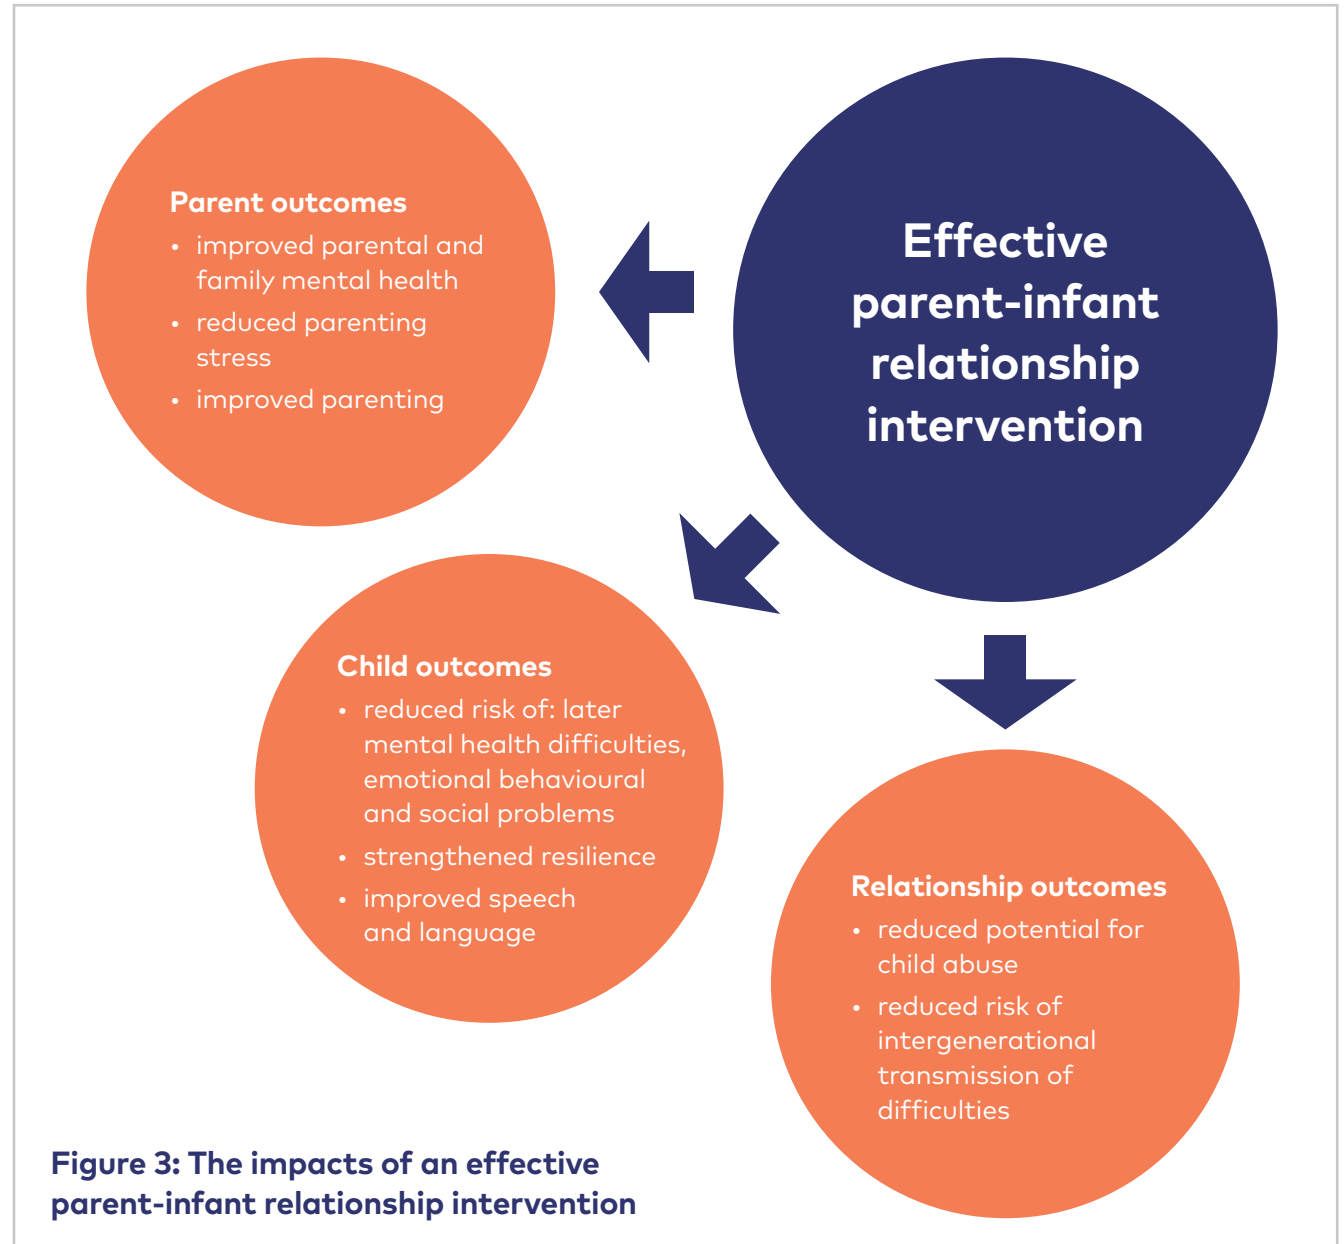 Effective
parent-infant
relationship
intervention
Parent outcomes
• improved parental and
family mental health
• reduced parenting
stress
• improved parenting
Child outcomes
• reduced risk of: later
mental health difficulties,
emotional behavioural
and social problems
• strengthened resilience
• improved speech
and language
Relationship outcomes
• reduced potential for
child abuse
• reduced risk of
intergenerational
transmission of
difficulties
Figure 3: The impacts of an effective
parent-infant relationship intervention